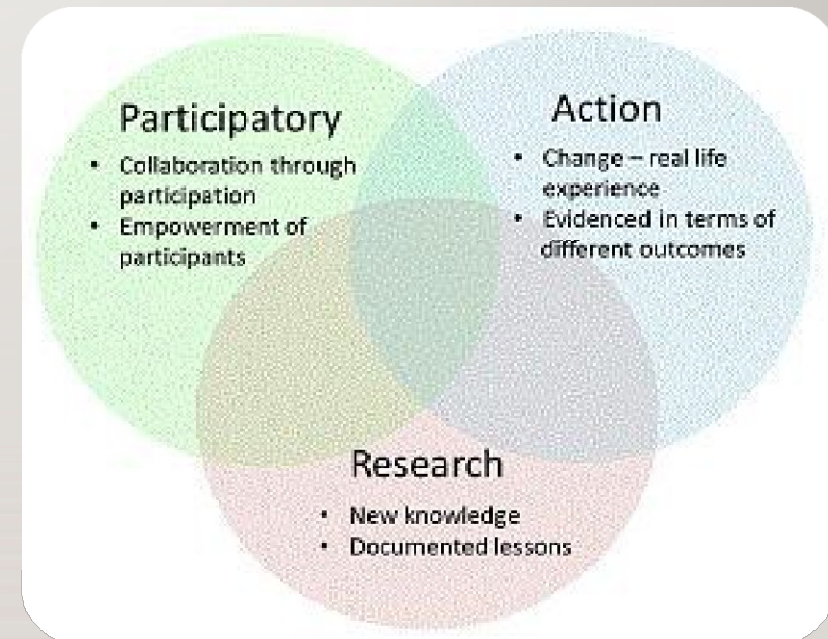 Participatory
• Collaboration through
participation
• Empowerment of
participants
Action
• Change – real life
experience
• Evidenced in terms of
different outcomes
Research
• New knowledge
• Documented lessons